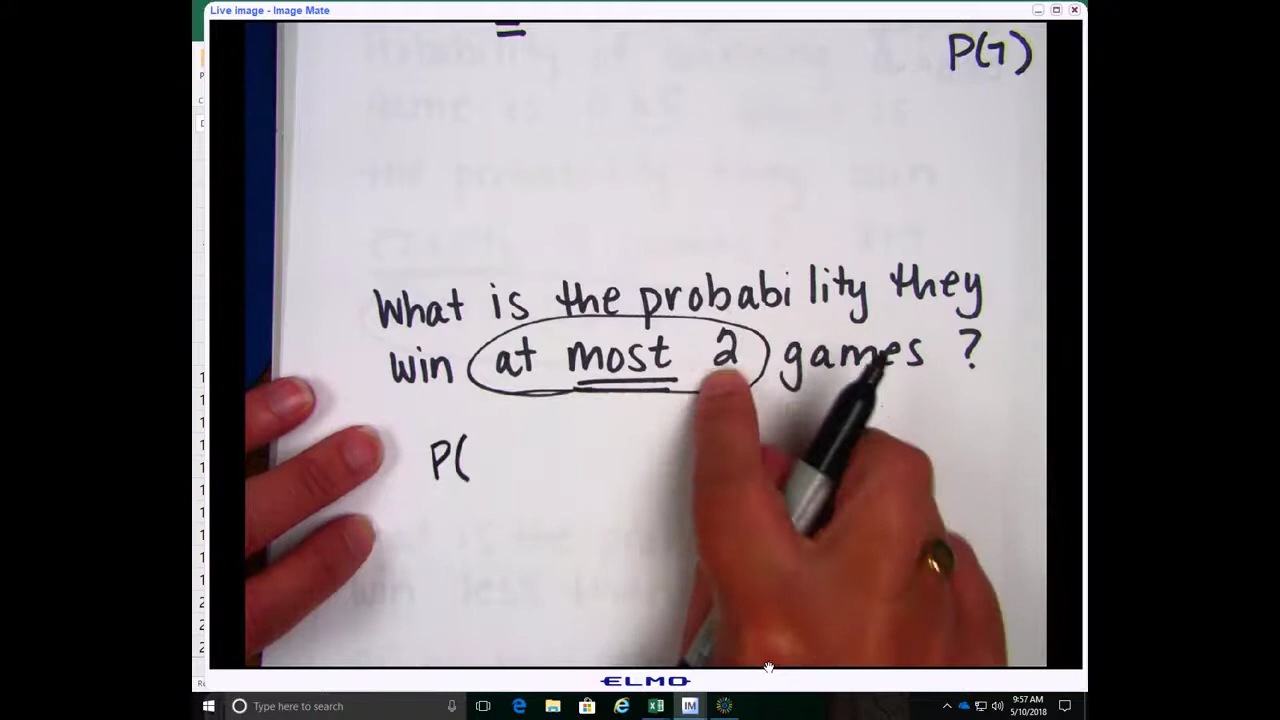 Live image - Image Mate
P(7)
What is the probability they
win at most 2 games ?
P(
ELMO
Type here to search
9:57 AM
5/10/2018